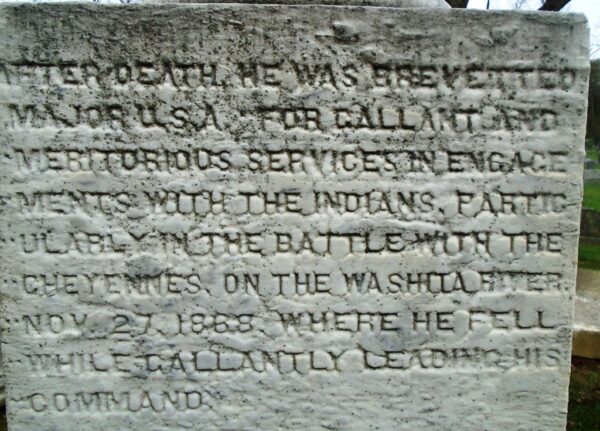 AFTER DEATH, HE WAS BREVETTED
MAJOR U.S.A. "FOR GALLANT AND
MERITORIOUS SERVICES IN ENGAGE
MENTS WITH THE INDIANS, PARTIC
ULARLY IN THE BATTLE WITH THE
CHEYENNES, ON THE WASHITA RIVER,
NOV. 27, 1868, WHERE HE FELL
WHILE GALLANTLY LEADING HIS
COMMAND."